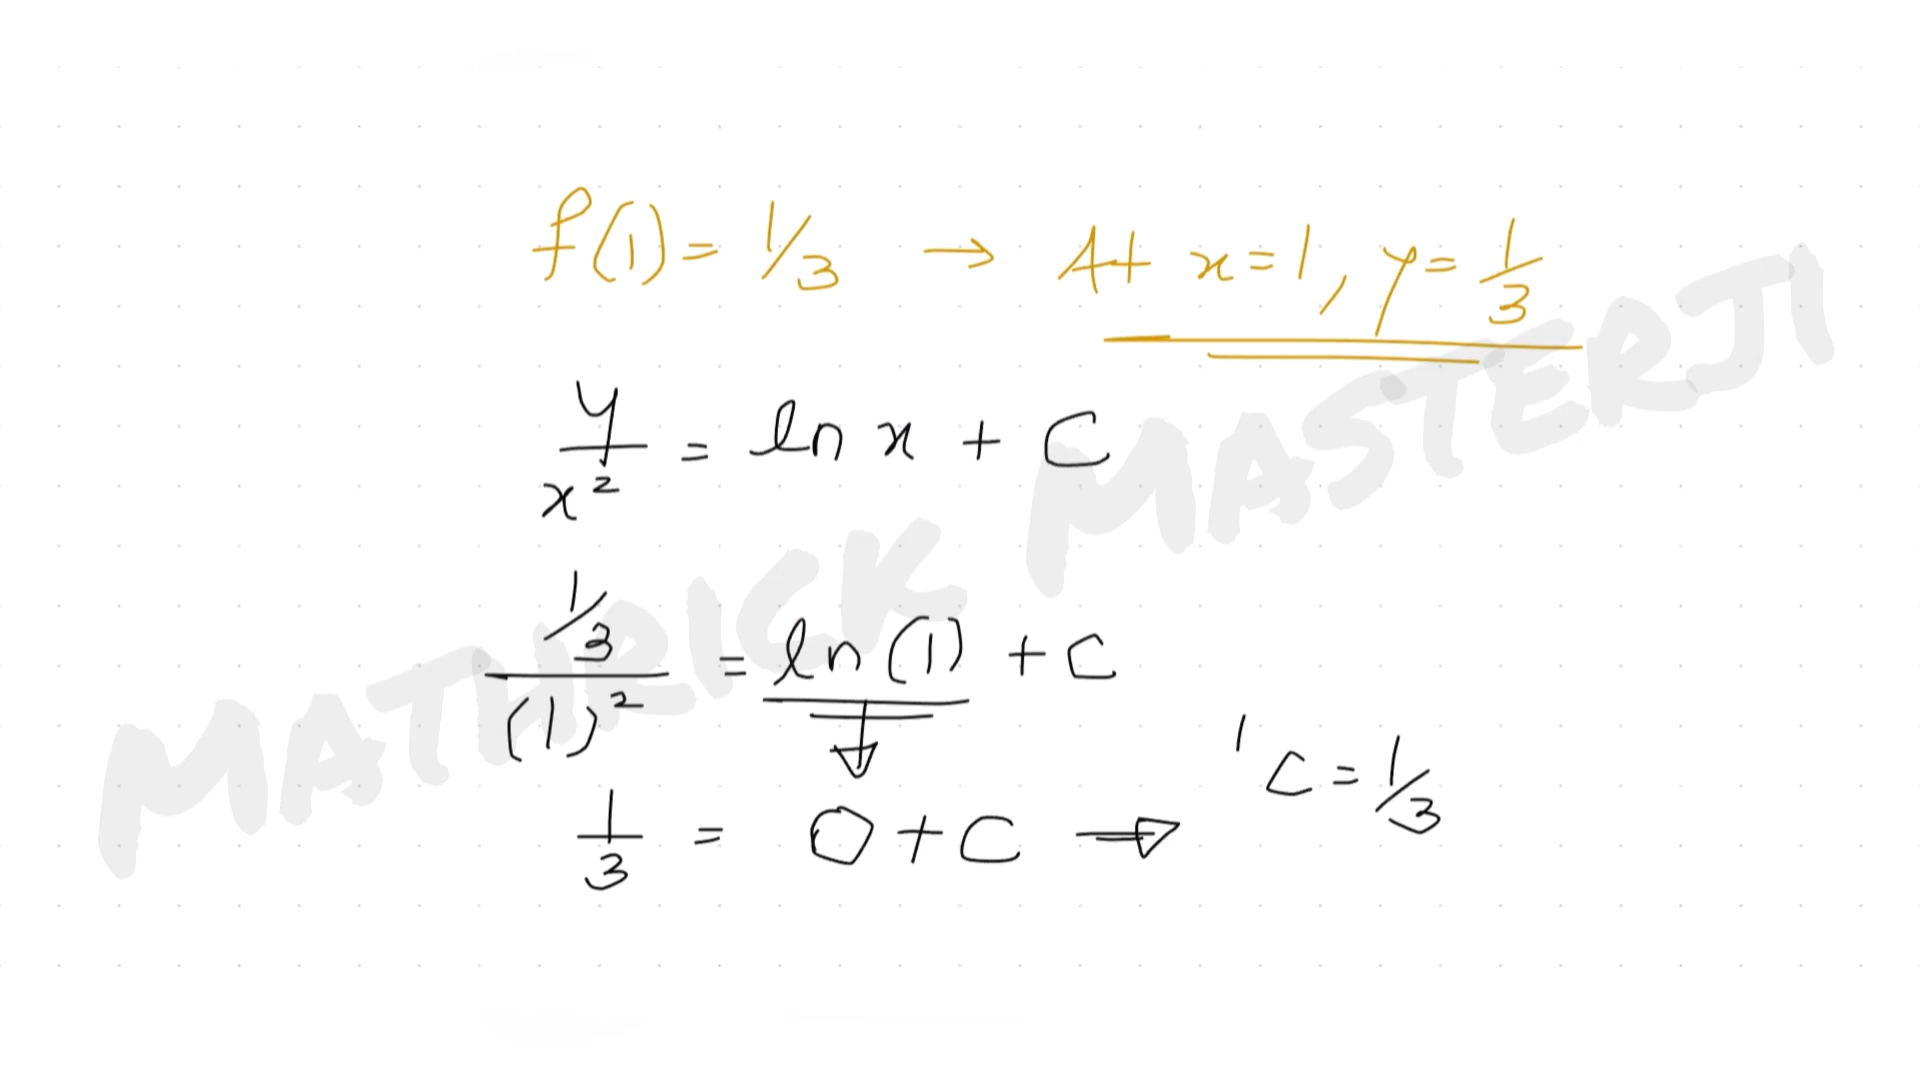 f(1) = 1/3 → At x=1, y = 1/3
y/x² = ln x + C
(1/3)/(1)² = ln(1) + C
1/3 = 0 + C ⇒ C = 1/3
MATHRICK MASTERJI